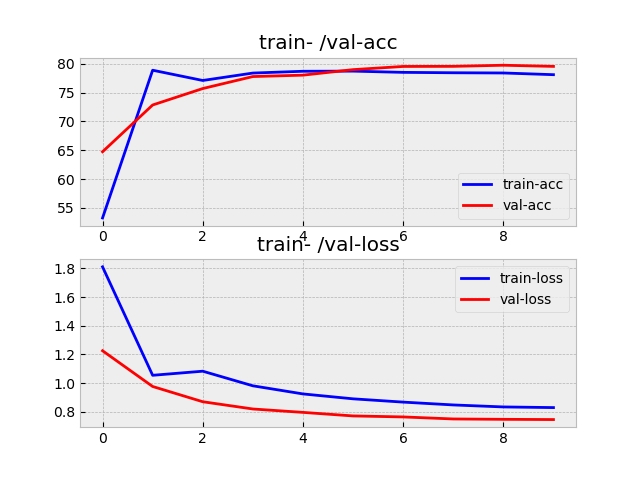 train- /val-acc
80
75
70
65
60
55
train-acc
val-acc
0 2 4 6 8
train- /val-loss
1.8
1.6
1.4
1.2
1.0
0.8
train-loss
val-loss
0 2 4 6 8